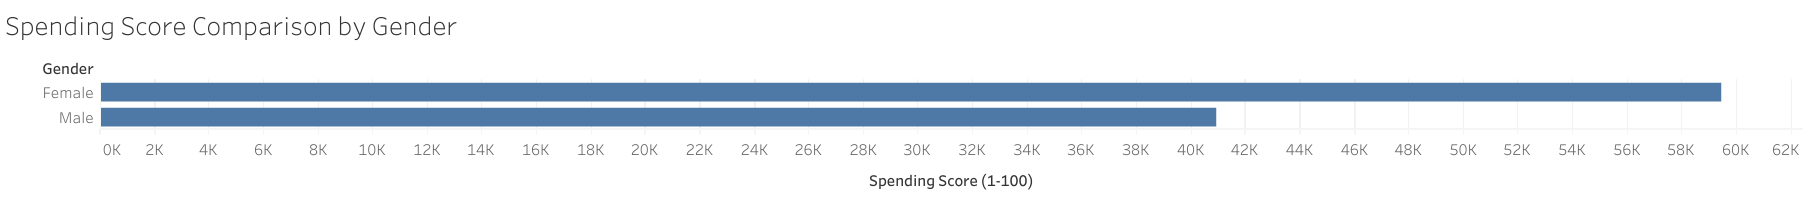 Spending Score Comparison by Gender
Gender
Female
Male
0K 2K 4K 6K 8K 10K 12K 14K 16K 18K 20K 22K 24K 26K 28K 30K 32K 34K 36K 38K 40K 42K 44K 46K 48K 50K 52K 54K 56K 58K 60K 62K
Spending Score (1-100)